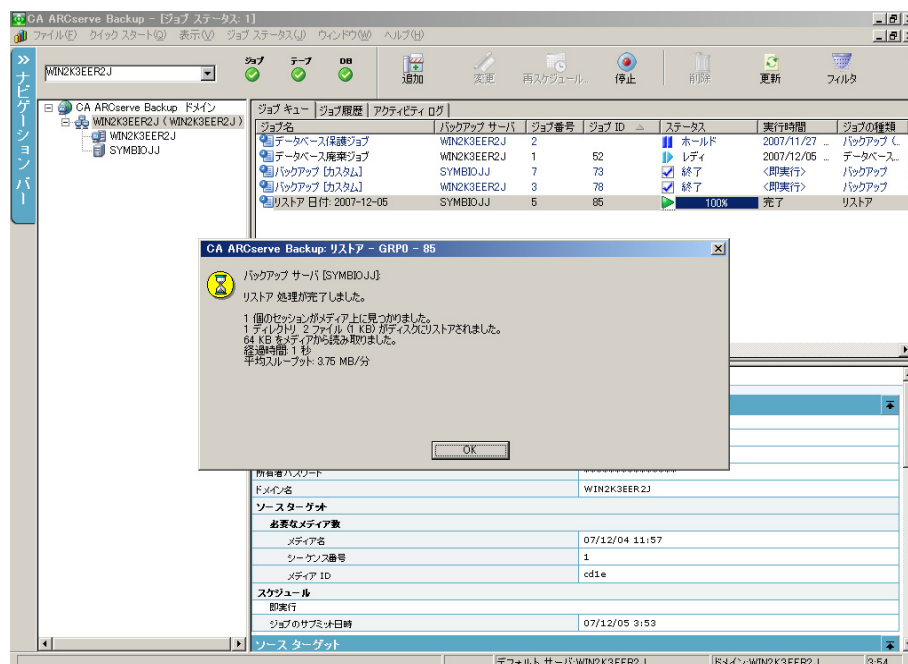 CA ARCserve Backup - [ジョブ ステータス: 1]
ファイル(F) クイック スタート(Q) 表示(V) ジョブ ステータス(J) ウィンドウ(W) ヘルプ(H)
ナビゲーション バー
WIN2K3EER2J
ジョブ テープ DB
追加 変更 再スケジュール... 停止 削除 更新 フィルタ
CA ARCserve Backup ドメイン
WIN2K3EER2J ( WIN2K3EER2J )
WIN2K3EER2J
SYMBIOJJ
ジョブ キュー ジョブ履歴 アクティビティ ログ
ジョブ名 バックアップ サーバ ジョブ番号 ジョブ ID ステータス 実行時間 ジョブの種類
データベース保護ジョブ WIN2K3EER2J 2 ホールド 2007/11/27 ... バックアップ (...
データベース廃棄ジョブ WIN2K3EER2J 1 52 レディ 2007/12/05 ... データベース...
バックアップ [カスタム] SYMBIOJJ 7 73 終了 <即実行> バックアップ
バックアップ [カスタム] WIN2K3EER2J 3 78 終了 <即実行> バックアップ
リストア 日付: 2007-12-05 SYMBIOJJ 5 85 100% 完了 リストア
CA ARCserve Backup: リストア - GRP0 - 85
バックアップ サーバ [SYMBIOJJ]:
リストア 処理が完了しました。
1 個のセッションがメディア上に見つかりました。
1 ディレクトリ 2 ファイル (1 KB) がディスクにリストアされました。
64 KB をメディアから読み取りました。
経過時間: 1 秒
平均スループット: 3.75 MB/分
OK
所有者パスワード ****************
ドメイン名 WIN2K3EER2J
ソース ターゲット
必要なメディア数
メディア名 07/12/04 11:57
シーケンス番号 1
メディア ID cd1e
スケジュール
即実行
ジョブのサブミット日時 07/12/05 3:53
ソース ターゲット
デフォルト サーバ:WIN2K3EER2J ドメイン:WIN2K3EER2J 3:54